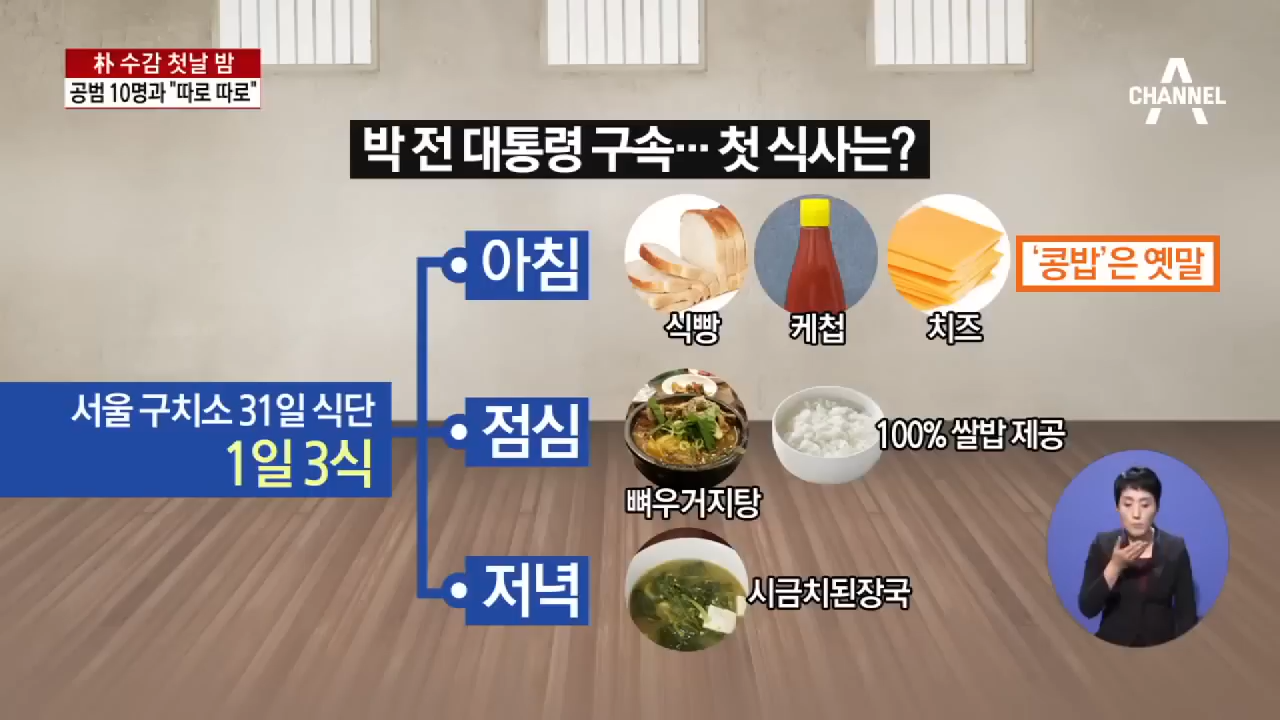 朴 수감 첫날 밤
공범 10명과 "따로 따로"
CHANNEL A
박 전 대통령 구속… 첫 식사는?
아침
식빵
케첩
치즈
'콩밥'은 옛말
서울 구치소 31일 식단
1일 3식
점심
뼈우거지탕
100% 쌀밥 제공
저녁
시금치된장국